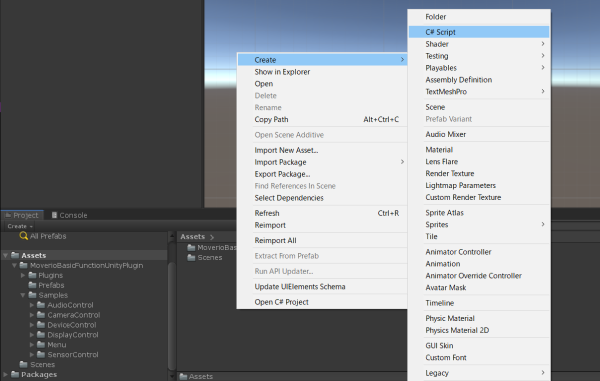 Create
Show in Explorer
Open
Delete
Rename
Copy Path Alt+Ctrl+C
Open Scene Additive
Import New Asset...
Import Package
Export Package...
Find References In Scene
Select Dependencies
Refresh Ctrl+R
Reimport
Reimport All
Extract From Prefab
Run API Updater...
Update UIElements Schema
Open C# Project
Folder
C# Script
Shader
Testing
Playables
Assembly Definition
TextMeshPro
Scene
Prefab Variant
Audio Mixer
Material
Lens Flare
Render Texture
Lightmap Parameters
Custom Render Texture
Sprite Atlas
Sprites
Tile
Animator Controller
Animation
Animator Override Controller
Avatar Mask
Timeline
Physic Material
Physics Material 2D
GUI Skin
Custom Font
Legacy
Project Console
Create
All Prefabs
Assets
MoverioBasicFunctionUnityPlugin
Plugins
Prefabs
Samples
AudioControl
CameraControl
DeviceControl
DisplayControl
Menu
SensorControl
Scenes
Packages
Assets
MoverioBas
Scenes
Assets